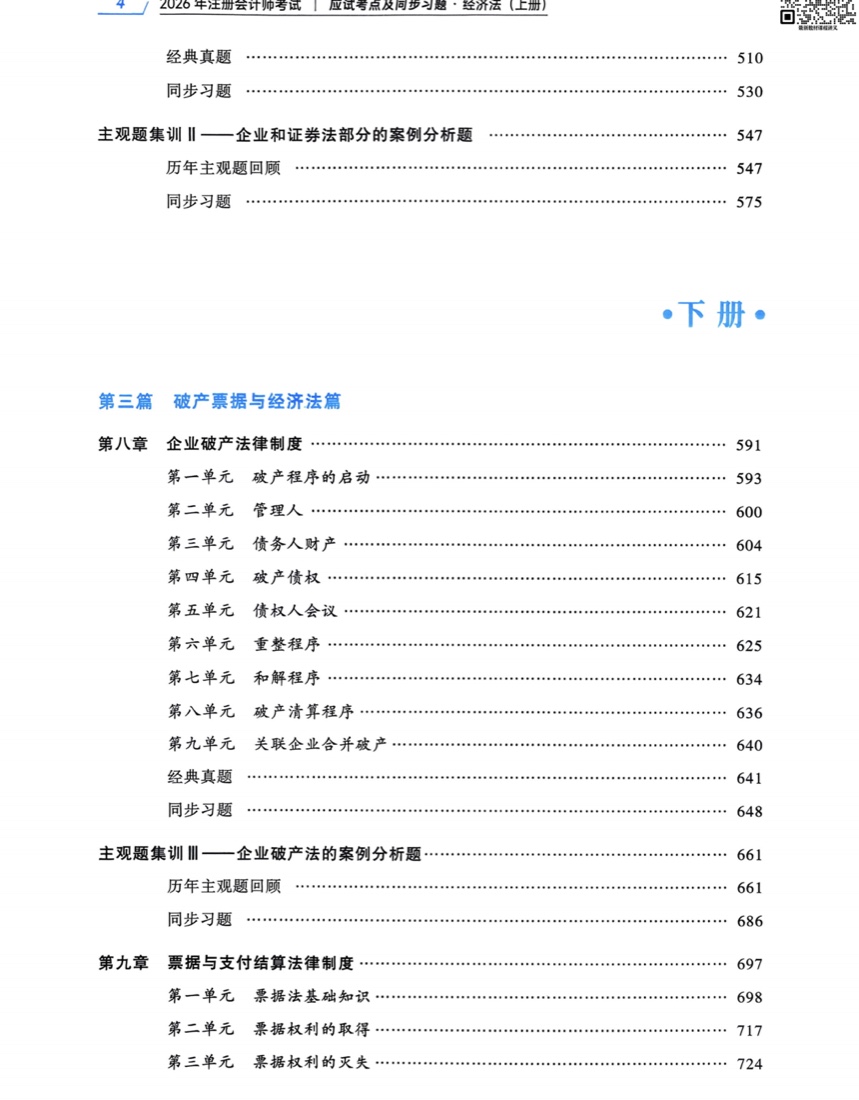 4 2026 年注册会计师考试 | 应试考点及同步习题·经济法（上册）
经典真题 …… 510
同步习题 …… 530
主观题集训Ⅱ——企业和证券法部分的案例分析题 …… 547
历年主观题回顾 …… 547
同步习题 …… 575
·下 册·
第三篇 破产票据与经济法篇
第八章 企业破产法律制度 …… 591
第一单元 破产程序的启动 …… 593
第二单元 管理人 …… 600
第三单元 债务人财产 …… 604
第四单元 破产债权 …… 615
第五单元 债权人会议 …… 621
第六单元 重整程序 …… 625
第七单元 和解程序 …… 634
第八单元 破产清算程序 …… 636
第九单元 关联企业合并破产 …… 640
经典真题 …… 641
同步习题 …… 648
主观题集训Ⅲ——企业破产法的案例分析题 …… 661
历年主观题回顾 …… 661
同步习题 …… 686
第九章 票据与支付结算法律制度 …… 697
第一单元 票据法基础知识 …… 698
第二单元 票据权利的取得 …… 717
第三单元 票据权利的灭失 …… 724